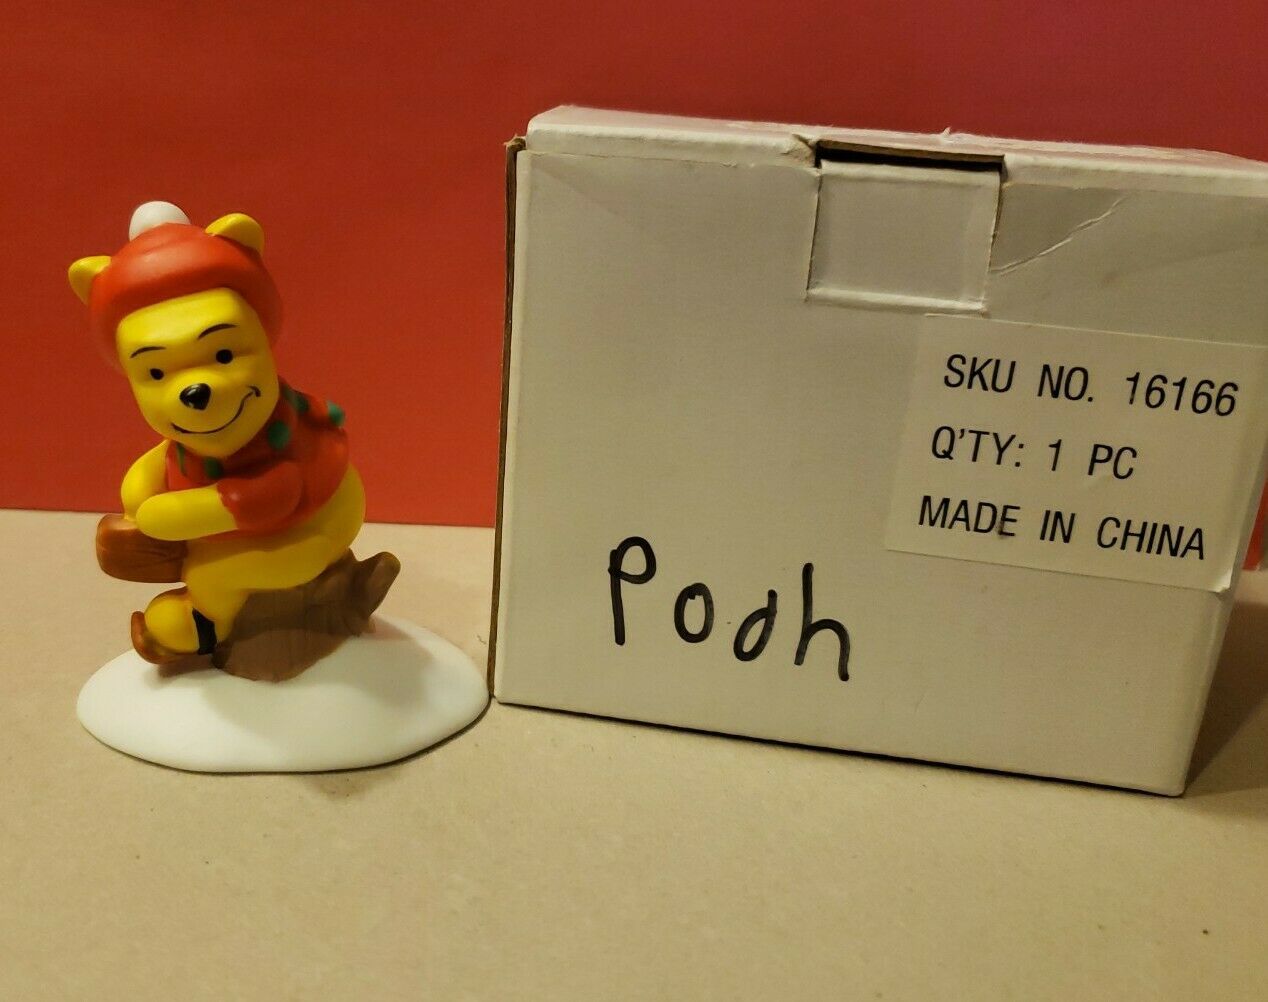 SKU NO. 16166
Q'TY: 1 PC
MADE IN CHINA
Pooh